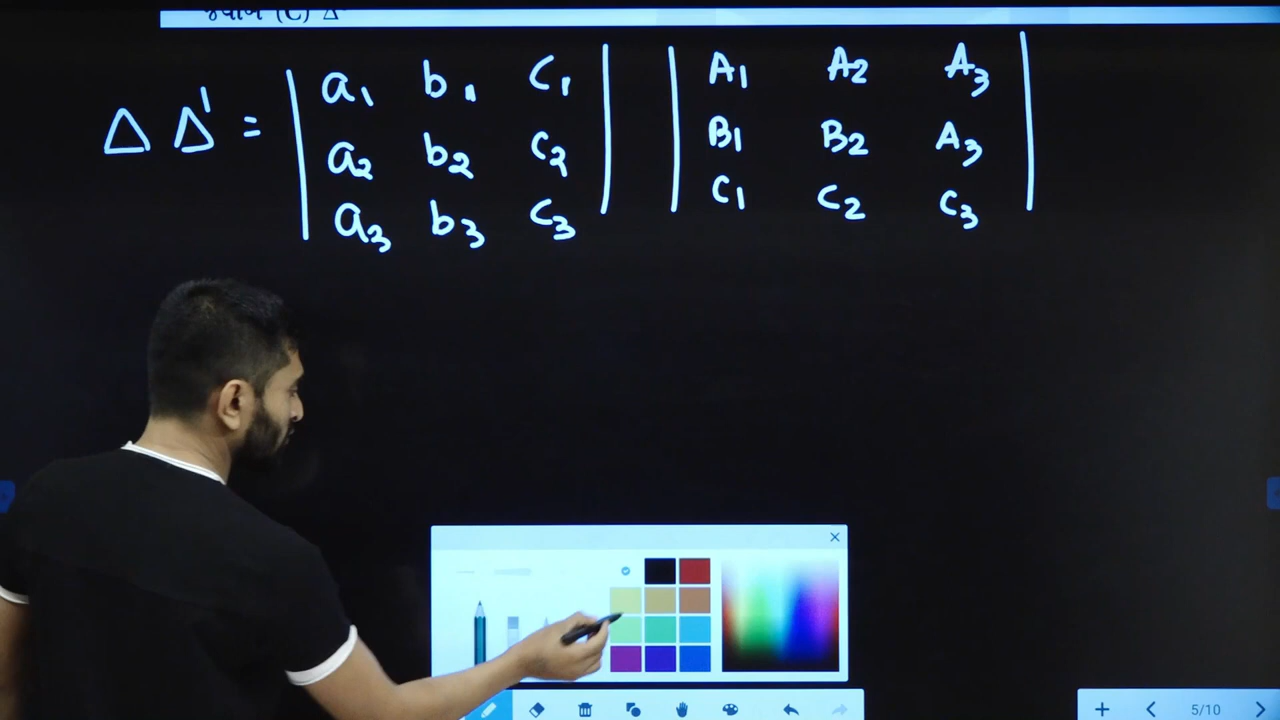 (C) Δ
Δ Δ' = | a₁ b₁ c₁ | | A₁ A₂ A₃ |
| a₂ b₂ c₂ | | B₁ B₂ A₃ |
| a₃ b₃ c₃ | | C₁ C₂ C₃ |
5/10